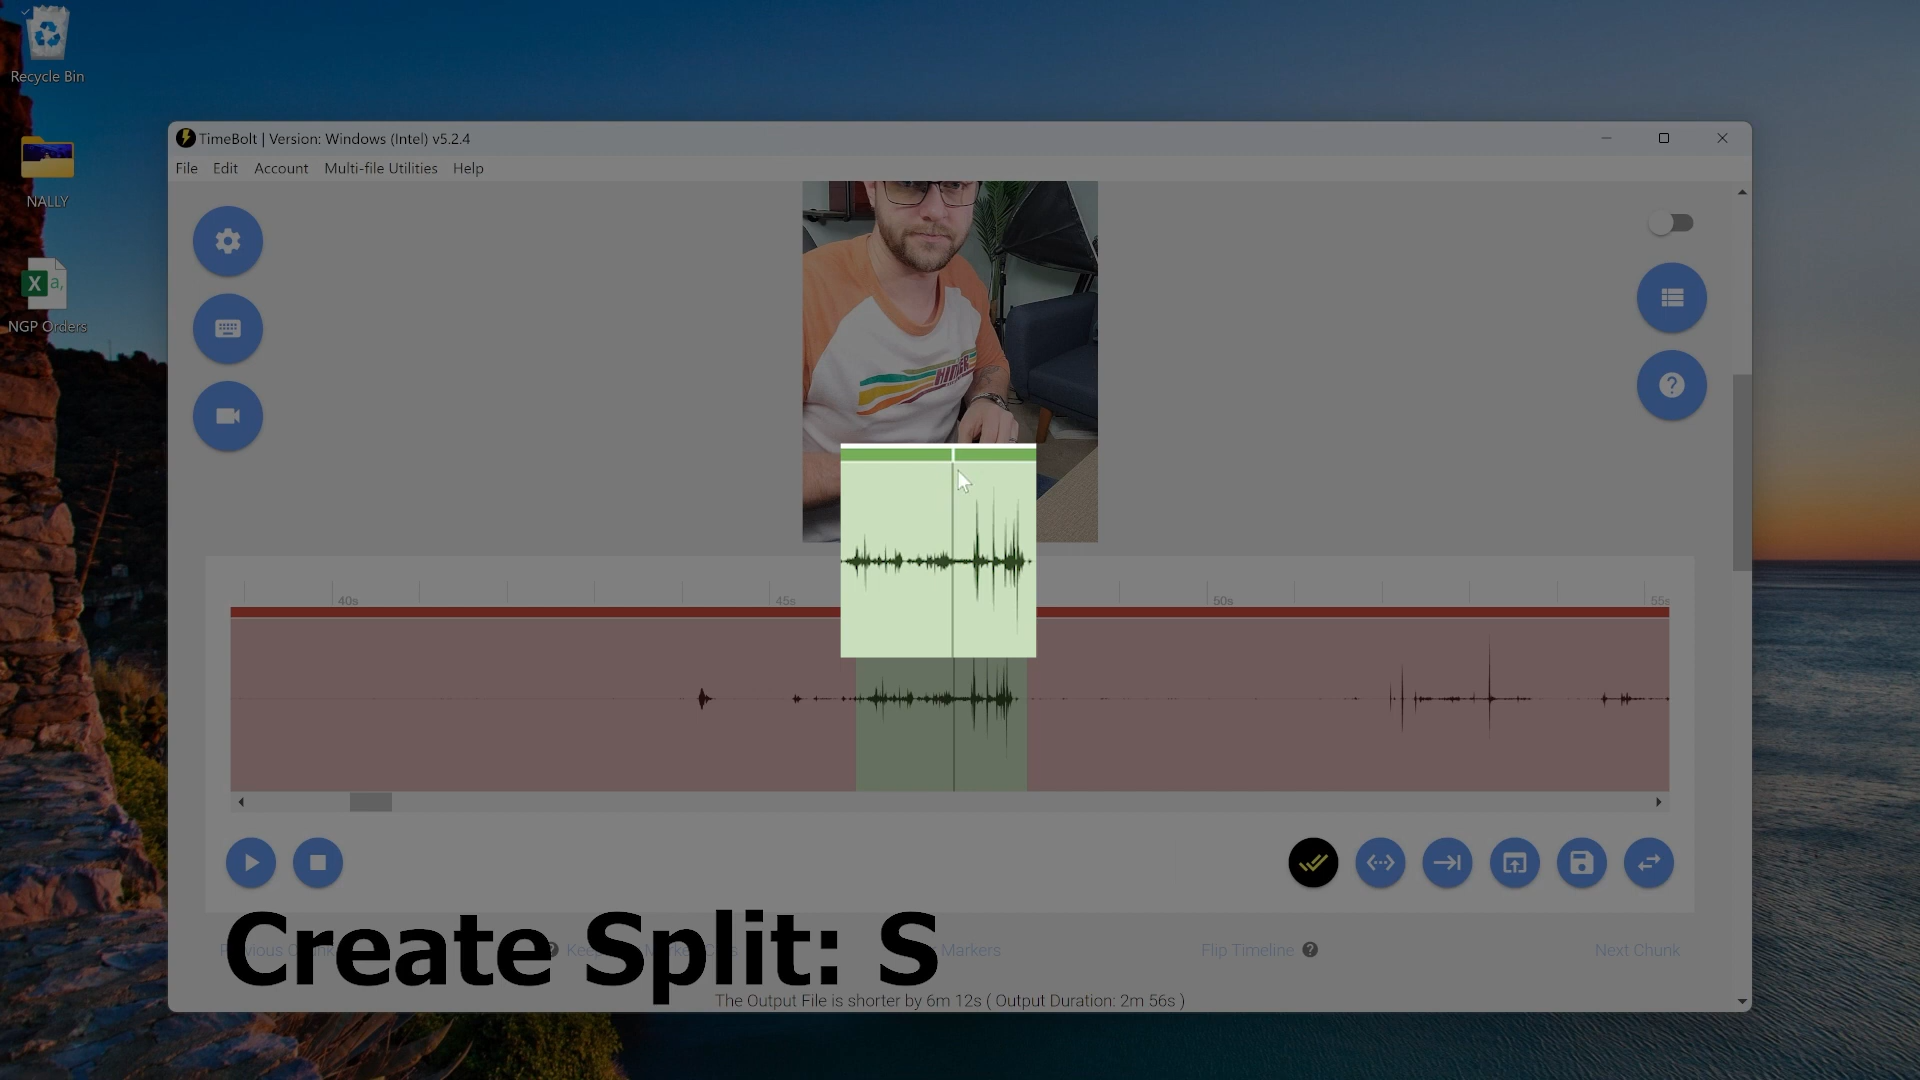 Recycle Bin
NALLY
NGP Orders
TimeBolt | Version: Windows (Intel) v5.2.4
File Edit Account Multi-file Utilities Help
40s 45s 50s 55s
Create Split: S
Markers Flip Timeline Next Chunk
The Output File is shorter by 6m 12s ( Output Duration: 2m 56s )